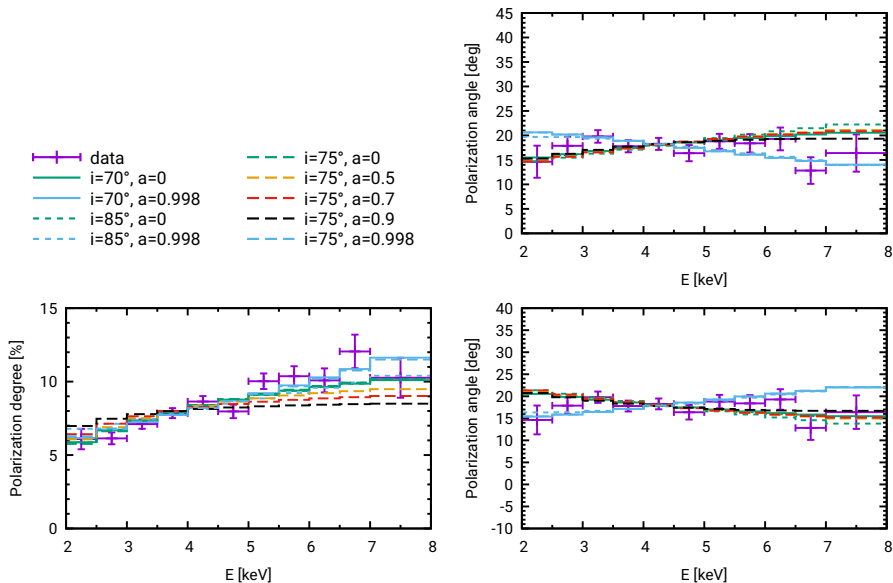 45
40
35
30
25
20
15
10
5
0
2 3 4 5 6 7 8
Polarization angle [deg]
E [keV]
data
i=70°, a=0
i=70°, a=0.998
i=85°, a=0
i=85°, a=0.998
i=75°, a=0
i=75°, a=0.5
i=75°, a=0.7
i=75°, a=0.9
i=75°, a=0.998
15
10
5
0
2 3 4 5 6 7 8
Polarization degree [%]
E [keV]
40
35
30
25
20
15
10
5
0
-5
-10
2 3 4 5 6 7 8
Polarization angle [deg]
E [keV]